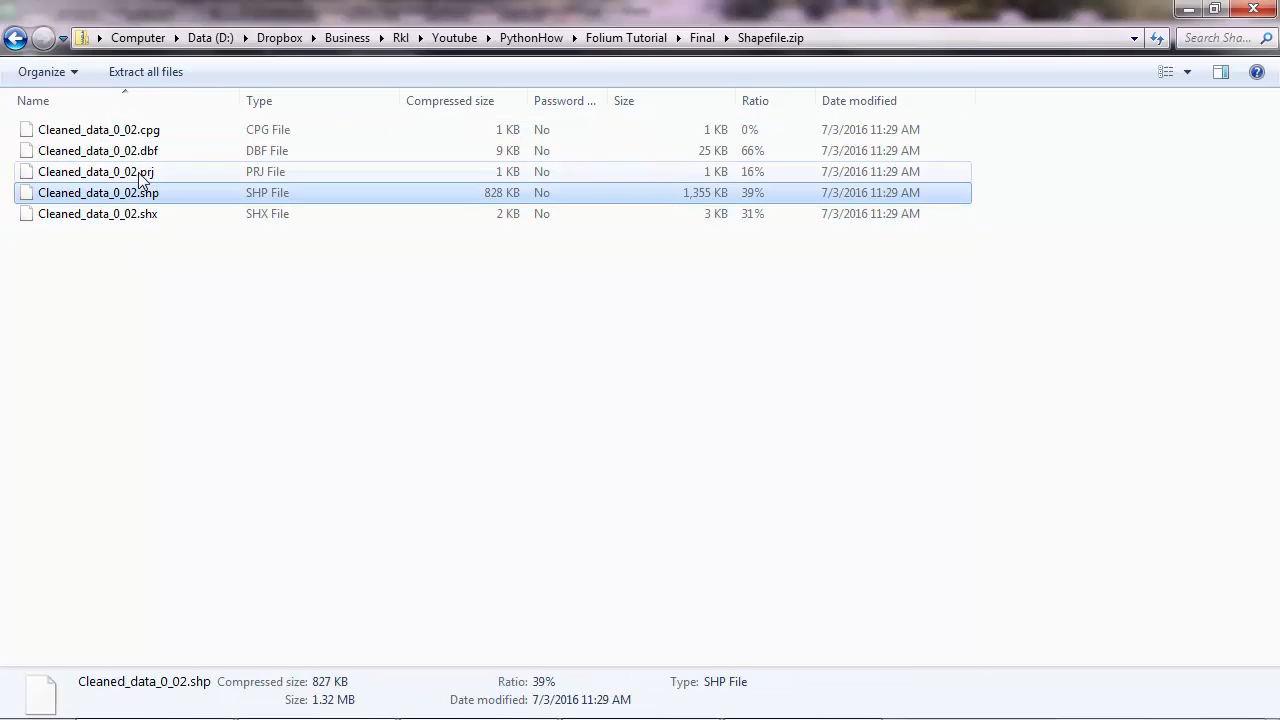 Computer Data (D:) Dropbox Business Rkl Youtube PythonHow Folium Tutorial Final Shapefile.zip Search Sha...
Organize Extract all files
Name Type Compressed size Password ... Size Ratio Date modified
Cleaned_data_0_02.cpg CPG File 1 KB No 1 KB 0% 7/3/2016 11:29 AM
Cleaned_data_0_02.dbf DBF File 9 KB No 25 KB 66% 7/3/2016 11:29 AM
Cleaned_data_0_02.prj PRJ File 1 KB No 1 KB 16% 7/3/2016 11:29 AM
Cleaned_data_0_02.shp SHP File 828 KB No 1,355 KB 39% 7/3/2016 11:29 AM
Cleaned_data_0_02.shx SHX File 2 KB No 3 KB 31% 7/3/2016 11:29 AM
Cleaned_data_0_02.shp Compressed size: 827 KB Ratio: 39% Type: SHP File
Size: 1.32 MB Date modified: 7/3/2016 11:29 AM